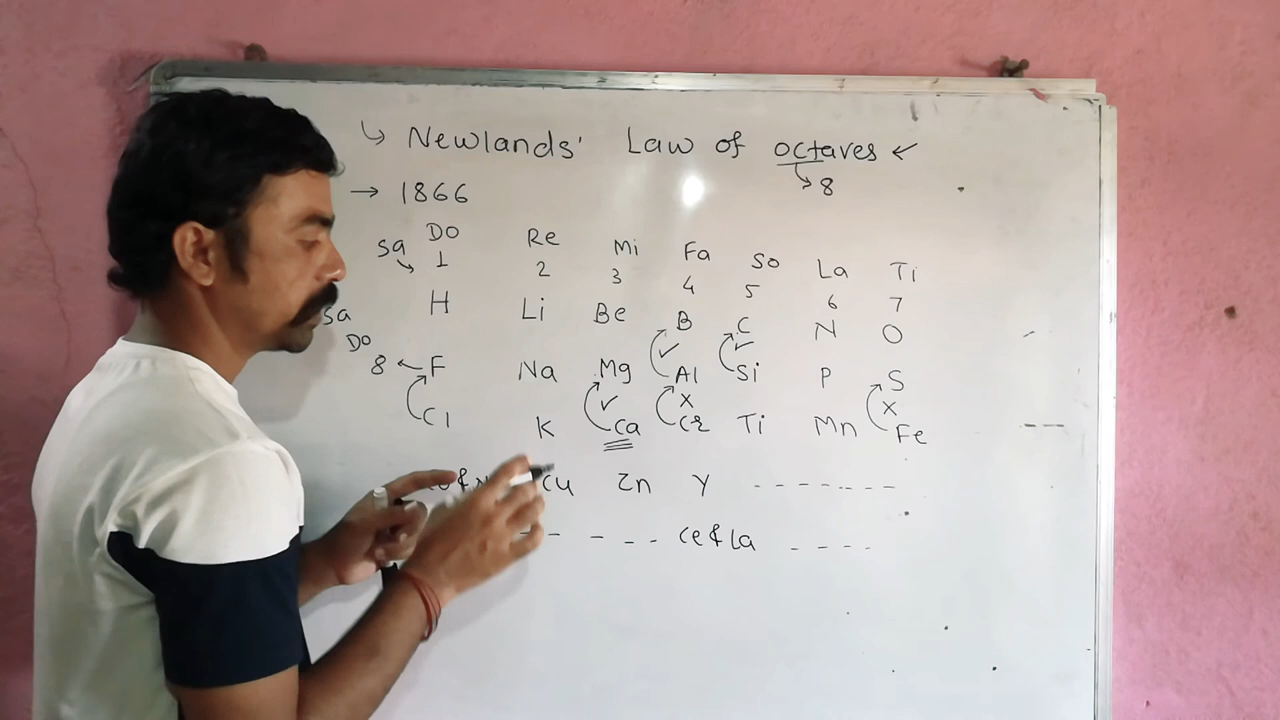 ↳ Newlands' Law of octaves ←
↳ 8
→ 1866
sa Do Re Mi Fa So La Ti
↘ 1 2 3 4 5 6 7
H Li Be B C N O
sa
Do
8 ← F Na Mg Al Si P S
✓ ✓ ✓ x x
Cl K Ca Cr Ti Mn Fe
Cu Zn Y - - - - - - -
- - - - - Ce & La - - - -